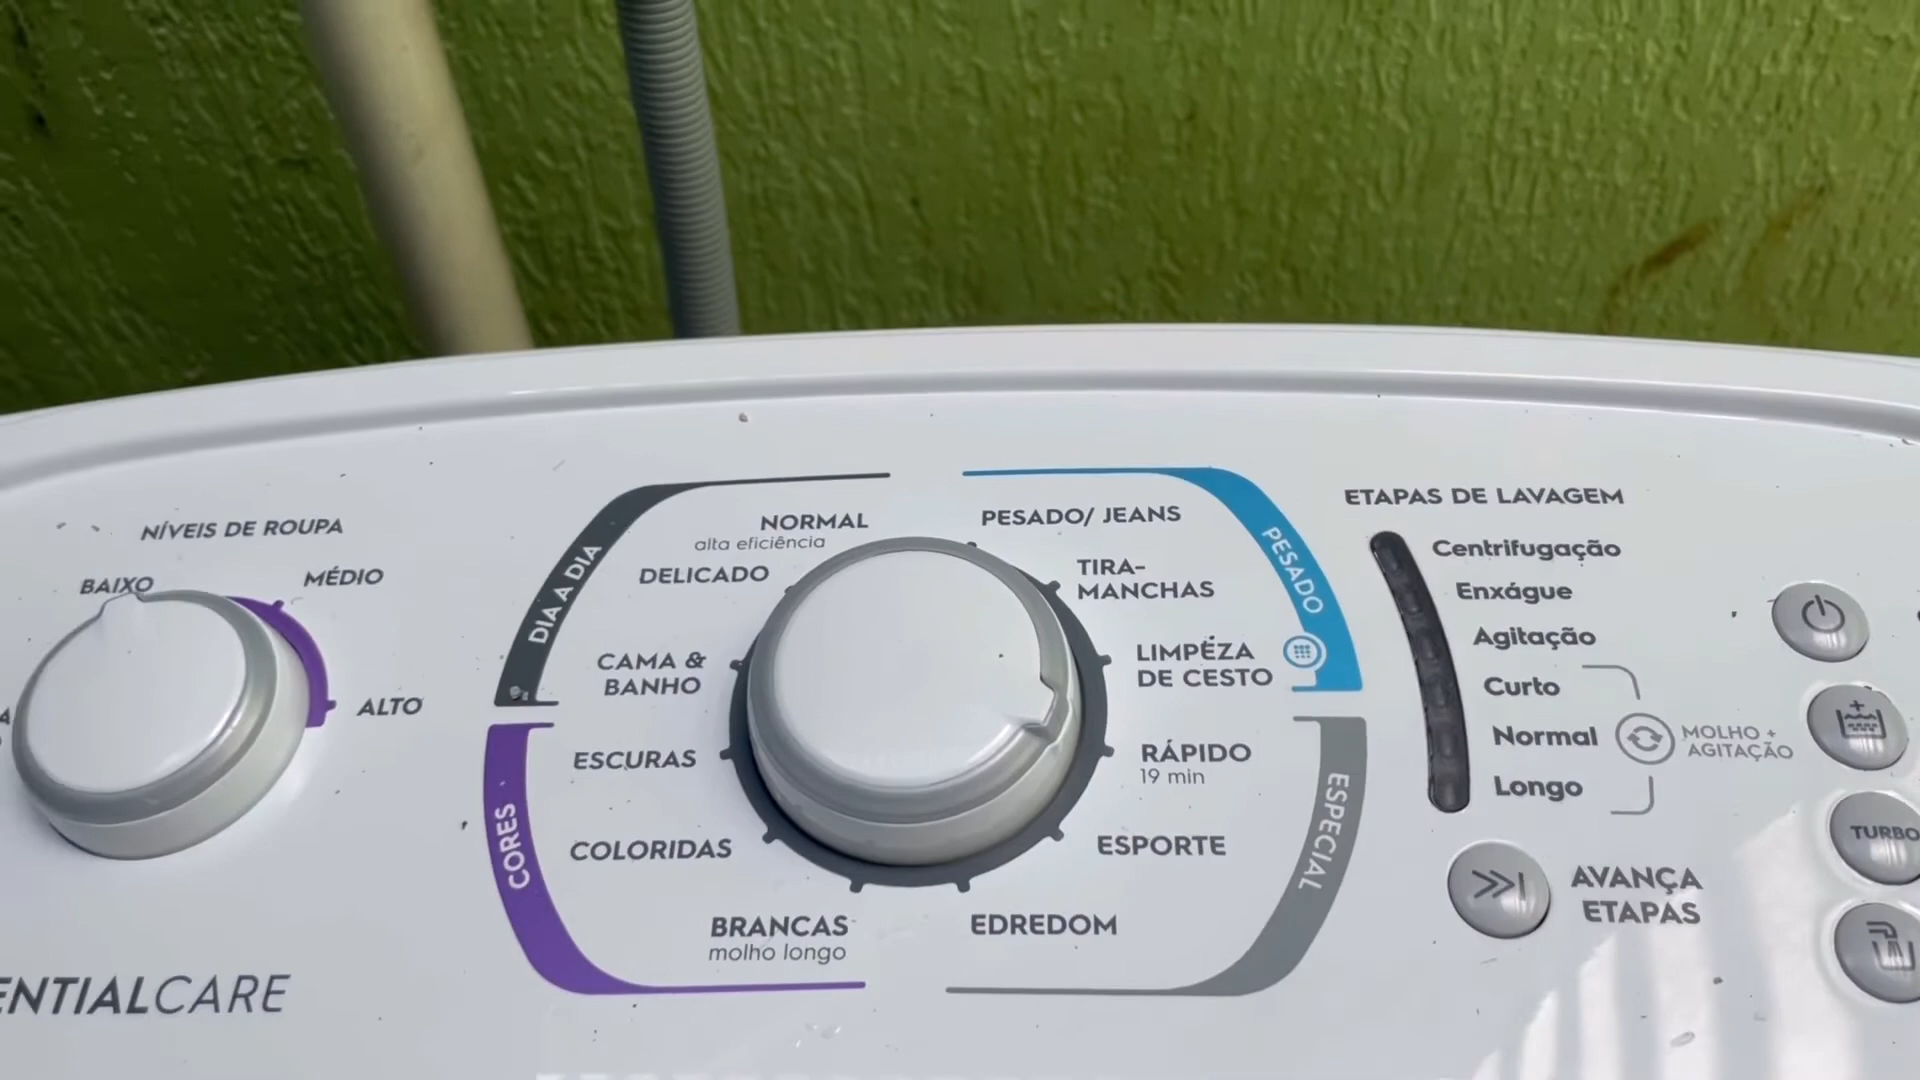 NÍVEIS DE ROUPA
BAIXO
MÉDIO
ALTO
ENTIALCARE
DIA A DIA
NORMAL
alta eficiência
DELICADO
CAMA &
BANHO
CORES
ESCURAS
COLORIDAS
BRANCAS
molho longo
PESADO
PESADO/ JEANS
TIRA-
MANCHAS
LIMPEZA
DE CESTO
ESPECIAL
RÁPIDO
19 min
ESPORTE
EDREDOM
ETAPAS DE LAVAGEM
Centrifugação
Enxágue
Agitação
Curto
Normal
Longo
MOLHO +
AGITAÇÃO
AVANÇA
ETAPAS
TURBO